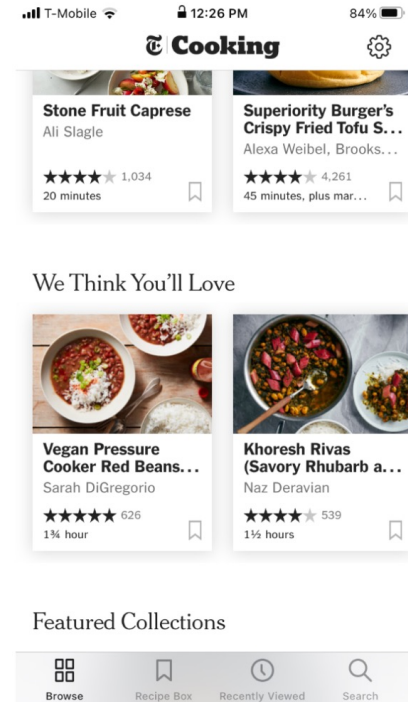 T-Mobile 12:26 PM 84%
T Cooking
Stone Fruit Caprese
Ali Slagle
1,034
20 minutes
Superiority Burger's
Crispy Fried Tofu S...
Alexa Weibel, Brooks...
4,261
45 minutes, plus mar...
We Think You'll Love
Vegan Pressure
Cooker Red Beans...
Sarah DiGregorio
626
1¾ hour
Khoresh Rivas
(Savory Rhubarb a...
Naz Deravian
539
1½ hours
Featured Collections
Browse Recipe Box Recently Viewed Search